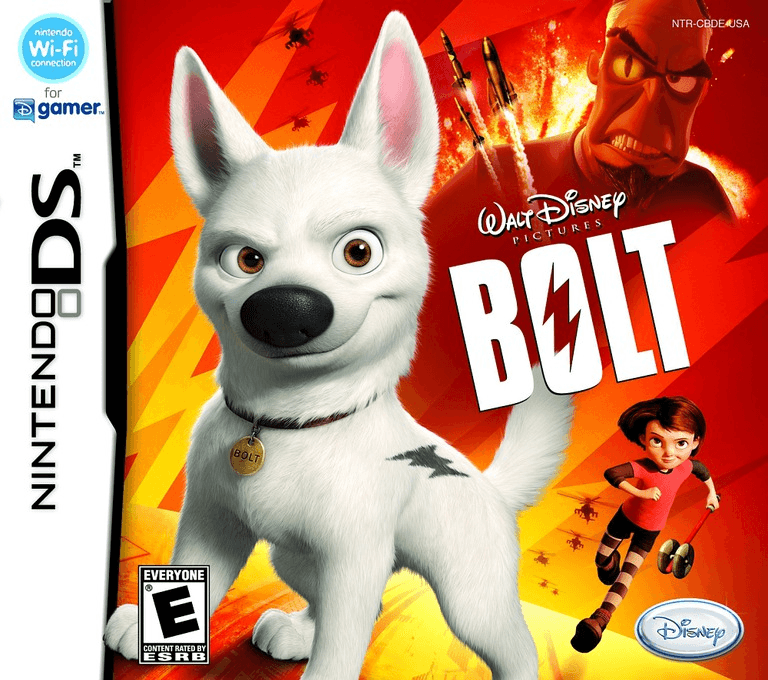 nintendo
Wi-Fi
connection
for
D gamer™
NINTENDO DS™
NTR-CBDE-USA
WALT DISNEY
PICTURES
BOLT
BOLT
EVERYONE
E
®
CONTENT RATED BY
ESRB
Disney